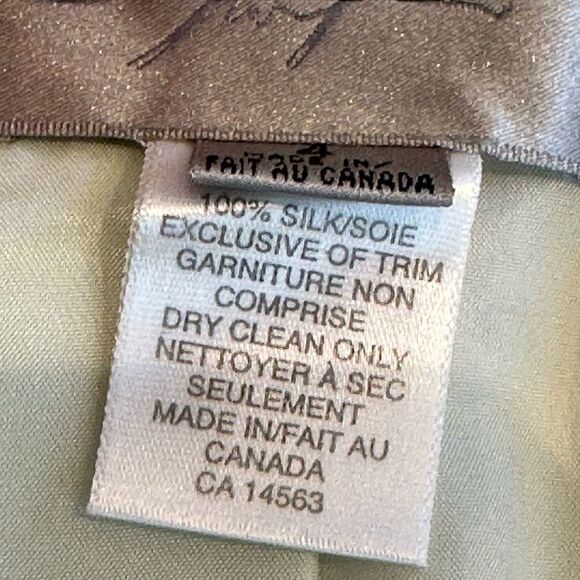 4
FAIT AU CANADA
100% SILK/SOIE
EXCLUSIVE OF TRIM
GARNITURE NON
COMPRISE
DRY CLEAN ONLY
NETTOYER A SEC
SEULEMENT
MADE IN/FAIT AU
CANADA
CA 14563